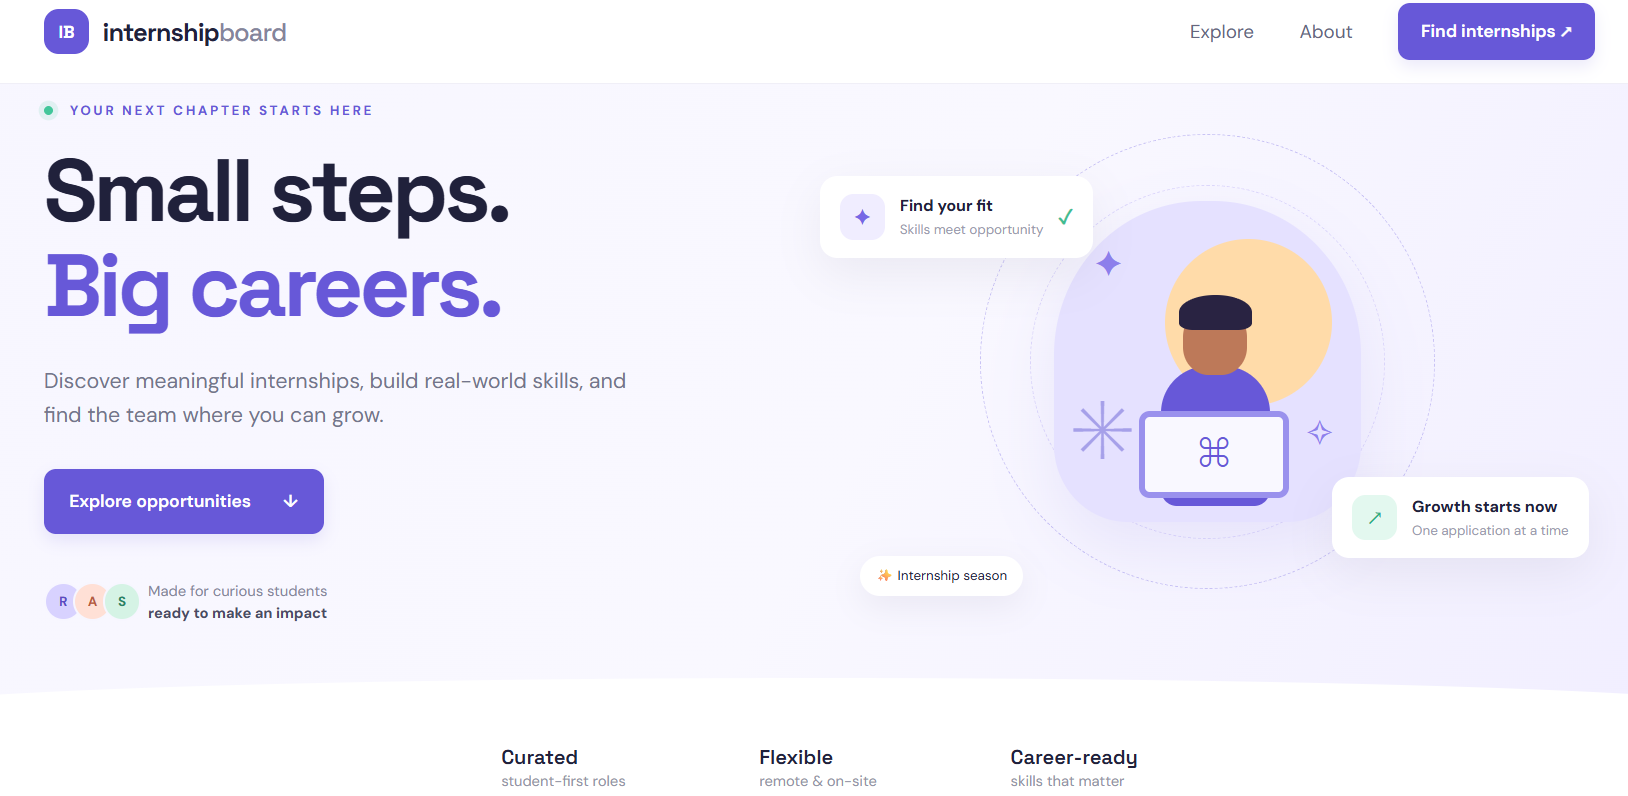 IB
internshipboard
Explore
About
Find internships ↗
YOUR NEXT CHAPTER STARTS HERE
Small steps.
Big careers.
Discover meaningful internships, build real-world skills, and
find the team where you can grow.
Explore opportunities ↓
R A S
Made for curious students
ready to make an impact
Find your fit
Skills meet opportunity
✓
⌘
Growth starts now
One application at a time
✨ Internship season
Curated
student-first roles
Flexible
remote & on-site
Career-ready
skills that matter